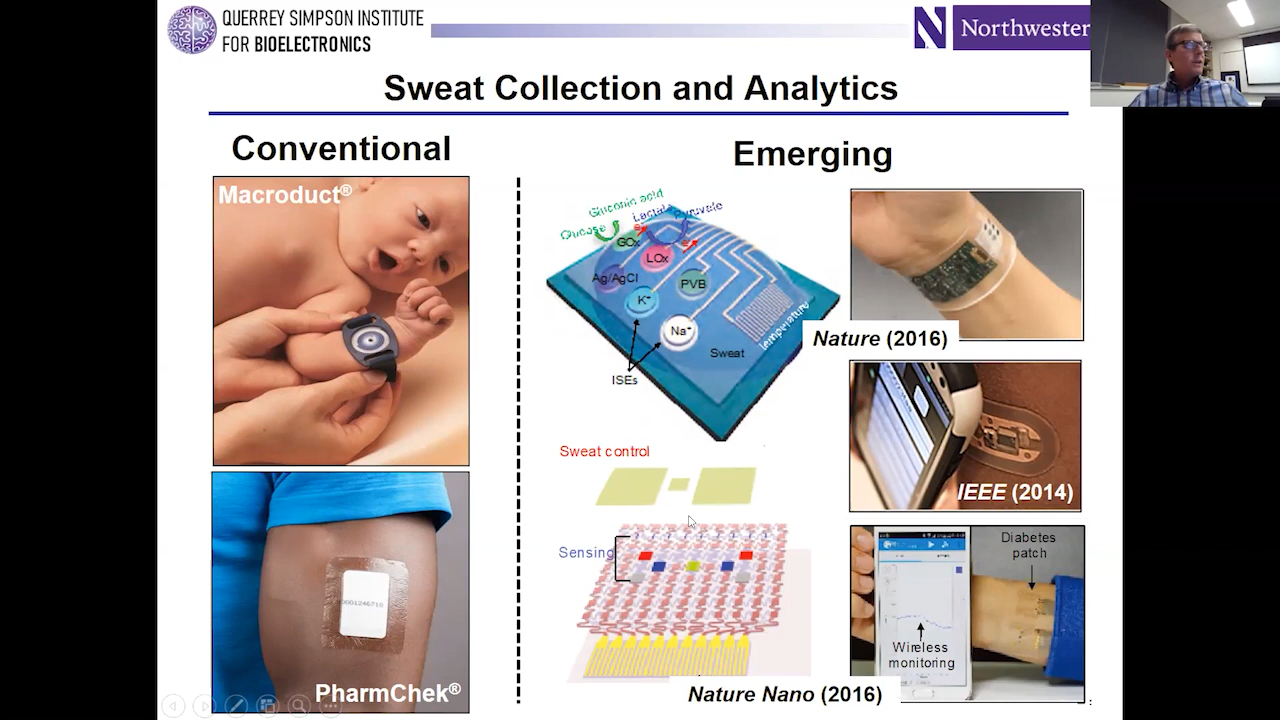 QUERREY SIMPSON INSTITUTE
FOR BIOELECTRONICS
N
Northwester
Sweat Collection and Analytics
Conventional
Emerging
Macroduct®
PharmChek®
Gluconic acid
Glucose
Lactate
Pyruvate
GOx
LOx
Ag/AgCl
PVB
K+
Na+
Temperature
Sweat
ISEs
Nature (2016)
IEEE (2014)
Sweat control
Sensing
Diabetes
patch
Wireless
monitoring
Nature Nano (2016)